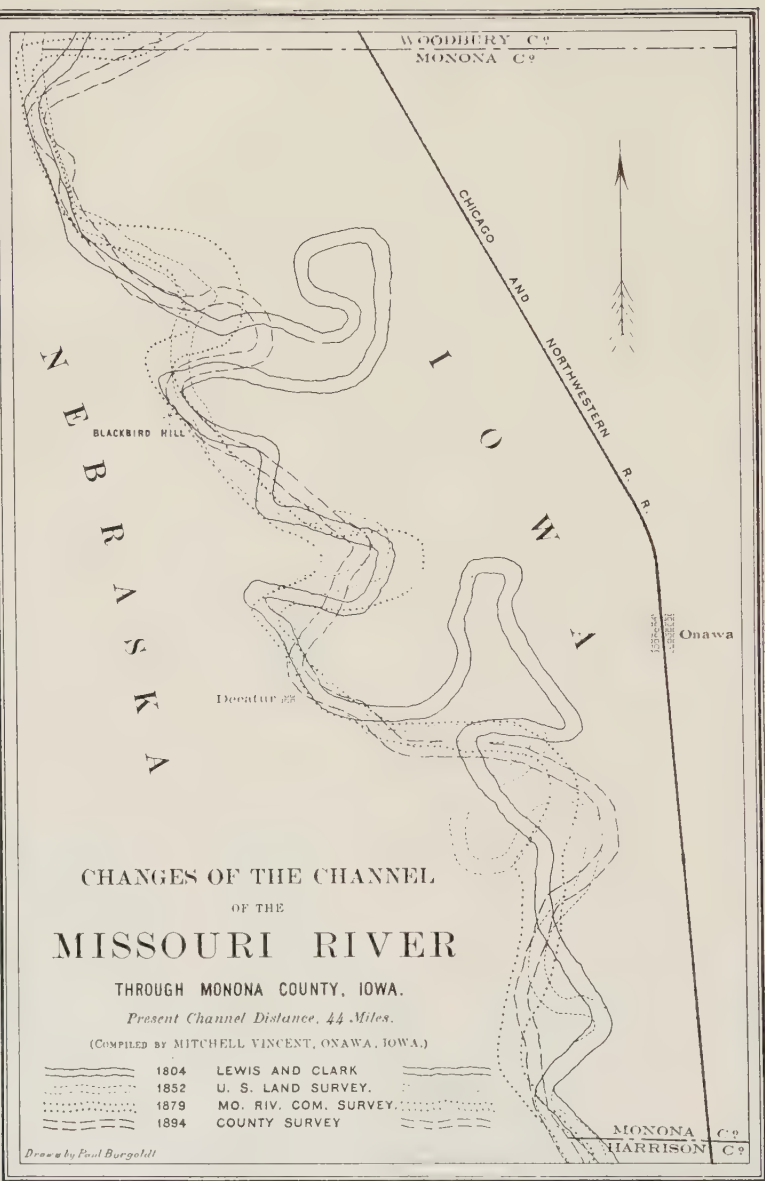 WOODBURY Cº
MONONA Cº
CHICAGO AND NORTHWESTERN R. R.
NEBRASKA
IOWA
BLACKBIRD HILL
Onawa
Decatur
CHANGES OF THE CHANNEL
OF THE
MISSOURI RIVER
THROUGH MONONA COUNTY, IOWA.
Present Channel Distance, 44 Miles.
(COMPILED BY MITCHELL VINCENT, ONAWA, IOWA.)
1804 LEWIS AND CLARK
1852 U. S. LAND SURVEY.
1879 MO. RIV. COM. SURVEY.
1894 COUNTY SURVEY
MONONA Cº
HARRISON Cº
Drawn by Paul Burgoldt